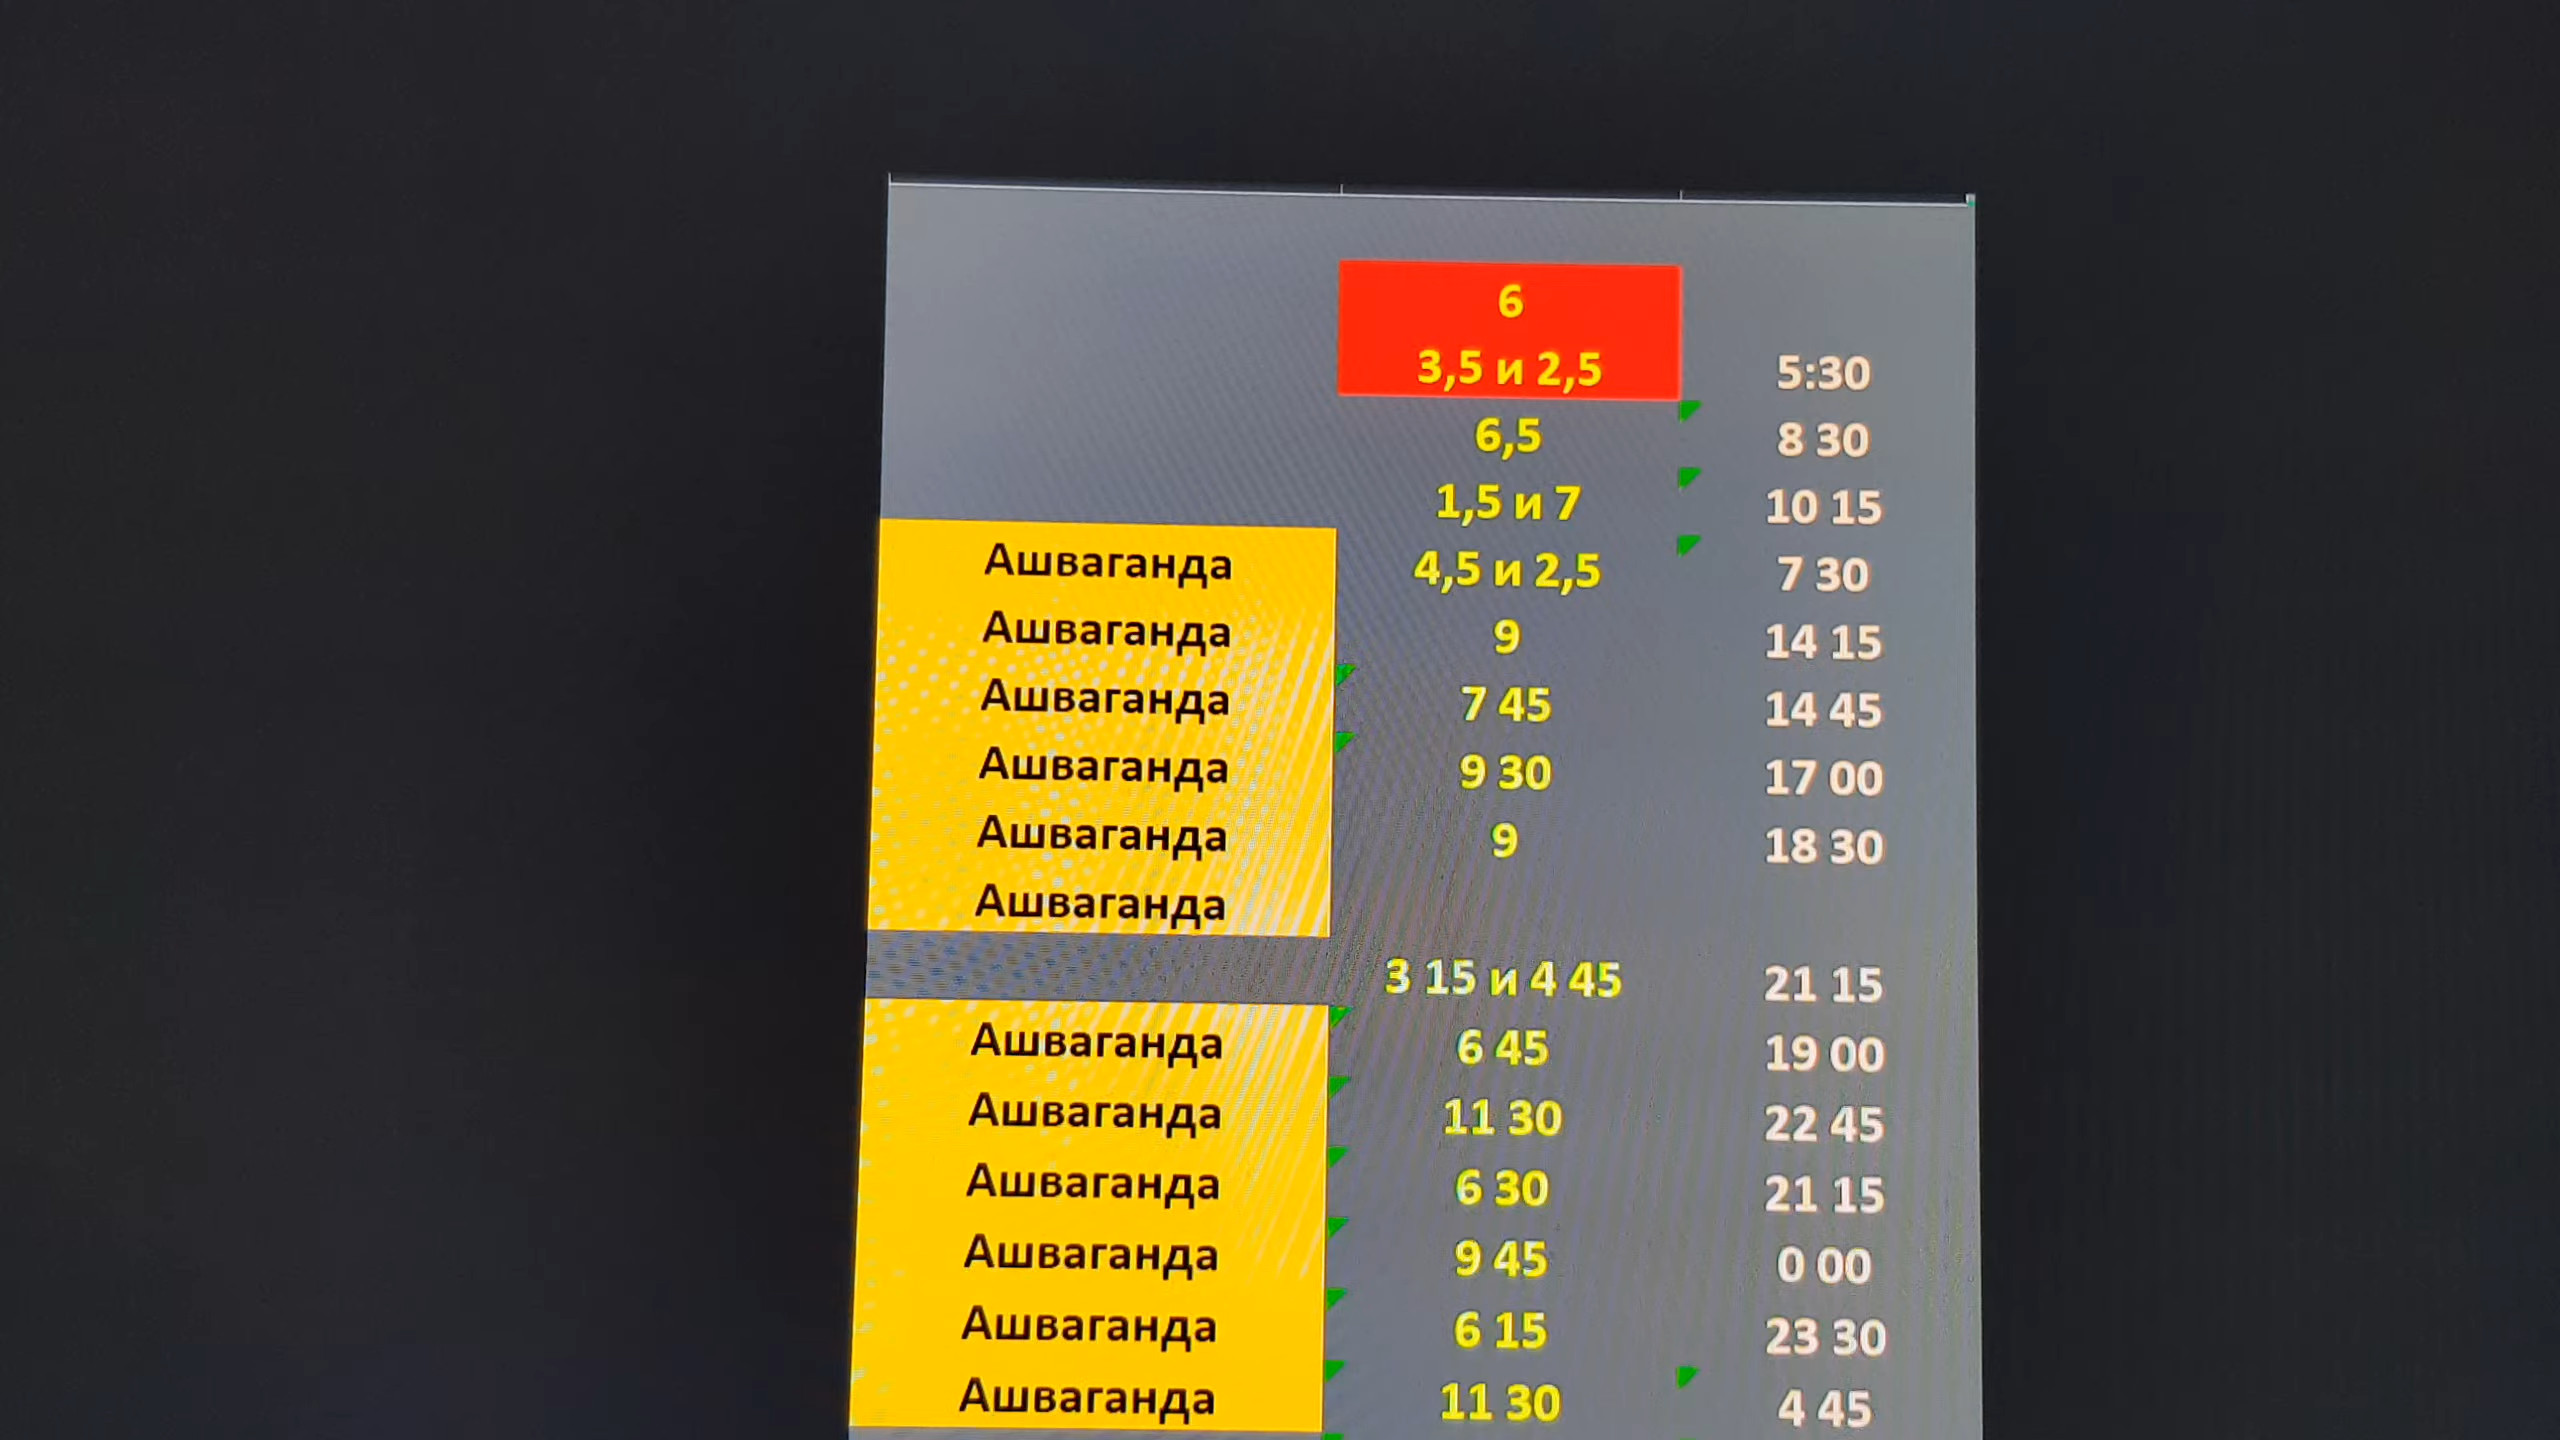 6
3,5 и 2,5 5:30
6,5 8 30
1,5 и 7 10 15
Ашваганда 4,5 и 2,5 7 30
Ашваганда 9 14 15
Ашваганда 7 45 14 45
Ашваганда 9 30 17 00
Ашваганда 9 18 30
Ашваганда
3 15 и 4 45 21 15
Ашваганда 6 45 19 00
Ашваганда 11 30 22 45
Ашваганда 6 30 21 15
Ашваганда 9 45 0 00
Ашваганда 6 15 23 30
Ашваганда 11 30 4 45